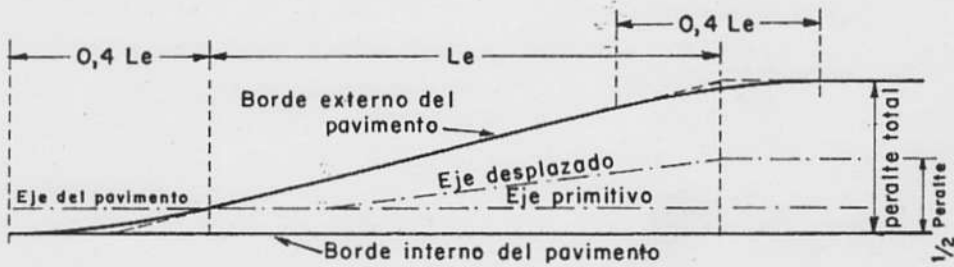 0,4 Le
0,4 Le
Le
Borde externo del
pavimento
Eje desplazado
Eje del pavimento
Eje primitivo
Borde interno del pavimento
peralte total
1/2 Peralte